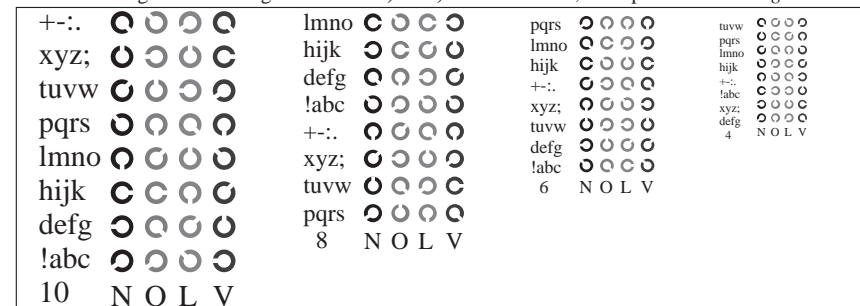 +-:.
xyz;
tuvw
pqrs
lmno
hijk
defg
!abc
10 N O L V
lmno
hijk
defg
!abc
+-:.
xyz;
tuvw
pqrs
8 N O L V
pqrs
lmno
hijk
+-:.
xyz;
tuvw
defg
!abc
6 N O L V
tuvw
pqrs
lmno
hijk
+-:.
!abc
xyz;
defg
4 N O L V